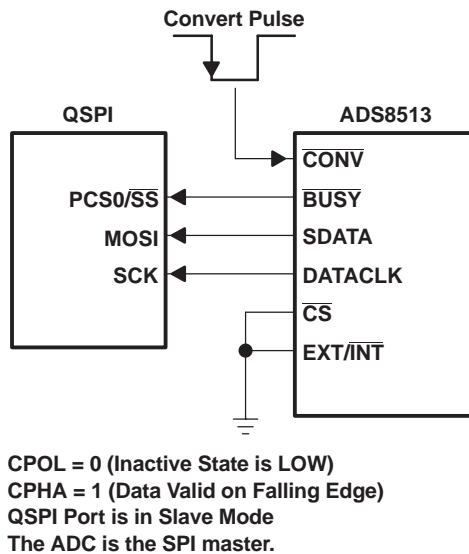 Convert Pulse
QSPI
ADS8513
CONV
PCS0/SS
BUSY
MOSI
SDATA
SCK
DATACLK
CS
EXT/INT
CPOL = 0 (Inactive State is LOW)
CPHA = 1 (Data Valid on Falling Edge)
QSPI Port is in Slave Mode
The ADC is the SPI master.